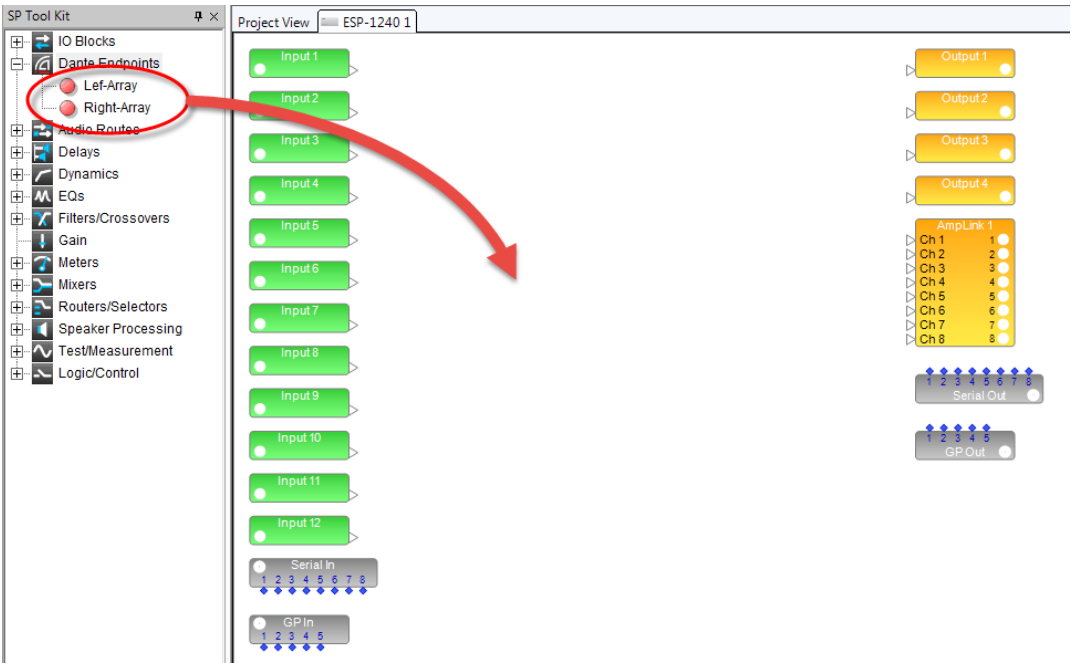 SP Tool Kit
IO Blocks
Dante Endpoints
Lef-Array
Right-Array
Audio Routes
Delays
Dynamics
EQs
Filters/Crossovers
Gain
Meters
Mixers
Routers/Selectors
Speaker Processing
Test/Measurement
Logic/Control
Project View
ESP-1240 1
Input 1
Input 2
Input 3
Input 4
Input 5
Input 6
Input 7
Input 8
Input 9
Input 10
Input 11
Input 12
Serial In
1 2 3 4 5 6 7 8
GP In
1 2 3 4 5
Output 1
Output 2
Output 3
Output 4
AmpLink 1
Ch 1 1
Ch 2 2
Ch 3 3
Ch 4 4
Ch 5 5
Ch 6 6
Ch 7 7
Ch 8 8
1 2 3 4 5 6 7 8
Serial Out
1 2 3 4 5
GP Out